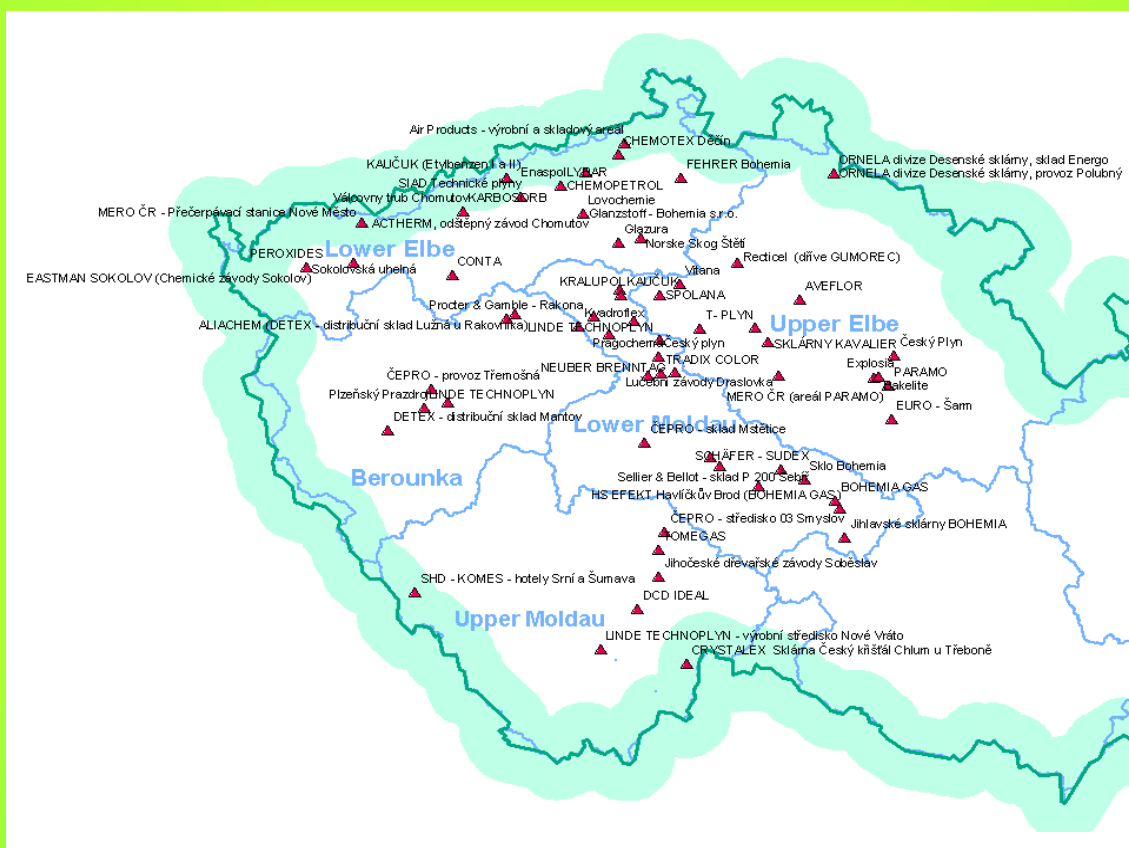 Air Products - výrobní a skladový areál
CHEMOTEX Děčín
KAUČUK (Etylbenzen I a II)
EnaspolLYBAR
FEHRER Bohemia
ORNELA divize Desenské sklárny, sklad Energo
ORNELA divize Desenské sklárny, provoz Polubný
SIAD Technické plyny
CHEMOPETROL
Válcovny trub Chomutov
KARBOSORB
Lovochemie
MERO ČR - Přečerpávací stanice Nové Město
Glanzstoff - Bohemia s.r.o.
ACTHERM, odštěpný závod Chomutov
Glazura
Norske Skog Štětí
Lower Elbe
PEROXIDES
Sokolovská uhelná
CONTA
Recticel (dříve GUMOREC)
EASTMAN SOKOLOV (Chemické závody Sokolov)
Vitana
KRALUPOL
KAUČUK
SPOLANA
AVEFLOR
Procter & Gamble - Rakona
Kvadroflex
T- PLYN
Upper Elbe
ALIACHEM (DETEX - distribuční sklad Lužná u Rakovníka)
LINDE TECHNOPLYN
Pragochema
Český plyn
SKLÁRNY KAVALIER
Český Plyn
TRADIX COLOR
Explosia
NEUBER BRENNTAG
PARAMO
ČEPRO - provoz Třemošná
Lučební závody Draslovka
Bakelite
Plzeňský Prazdroj
LINDE TECHNOPLYN
MERO ČR (areál PARAMO)
DETEX - distribuční sklad Mantov
EURO - Šarm
Lower Moldau
ČEPRO - sklad Mstětice
SCHÄFER - SUDEX
Sklo Bohemia
Berounka
Sellier & Bellot - sklad P 200 Sebíř
BOHEMIA GAS
HS EFEKT Havlíčkův Brod (BOHEMIA GAS)
ČEPRO - středisko 03 Smyslov
Jihlavské sklárny BOHEMIA
TOMEGAS
Jihočeské dřevařské závody Soběslav
SHD - KOMES - hotely Srní a Šumava
DCD IDEAL
Upper Moldau
LINDE TECHNOPLYN - výrobní středisko Nové Vráto
CRYSTALEX Sklárna Český křišťál Chlum u Třeboně